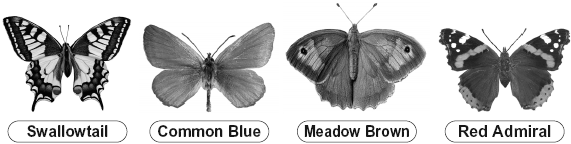 Swallowtail
Common Blue
Meadow Brown
Red Admiral